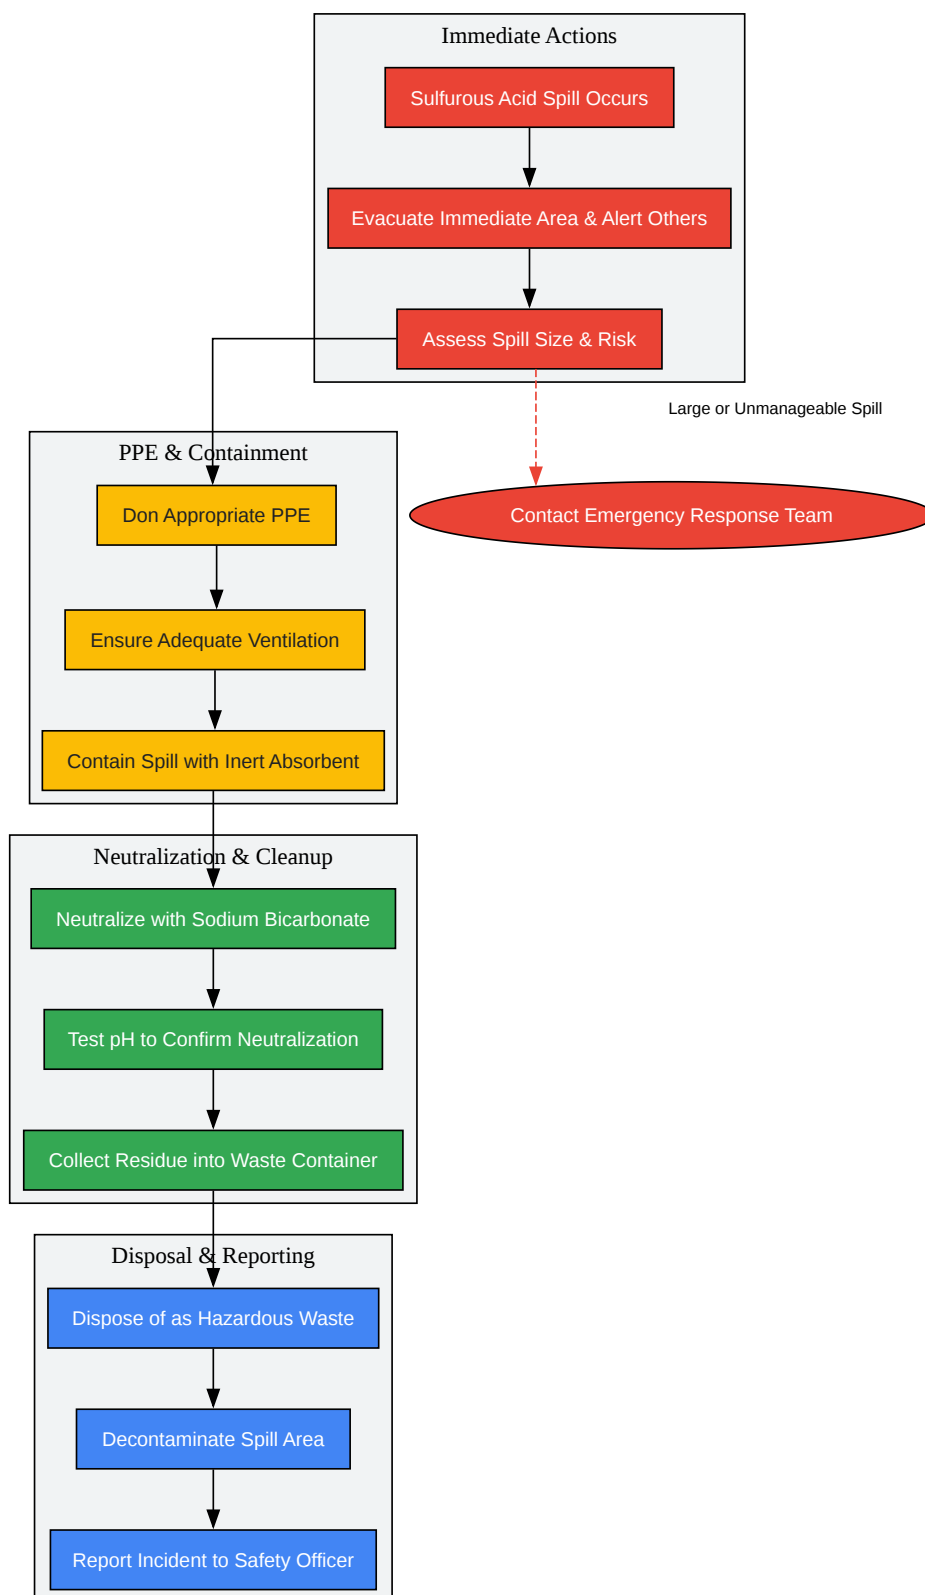 Immediate Actions
Sulfurous Acid Spill Occurs
Evacuate Immediate Area & Alert Others
Assess Spill Size & Risk
Large or Unmanageable Spill
PPE & Containment
Don Appropriate PPE
Contact Emergency Response Team
Ensure Adequate Ventilation
Contain Spill with Inert Absorbent
Neutralization & Cleanup
Neutralize with Sodium Bicarbonate
Test pH to Confirm Neutralization
Collect Residue into Waste Container
Disposal & Reporting
Dispose of as Hazardous Waste
Decontaminate Spill Area
Report Incident to Safety Officer